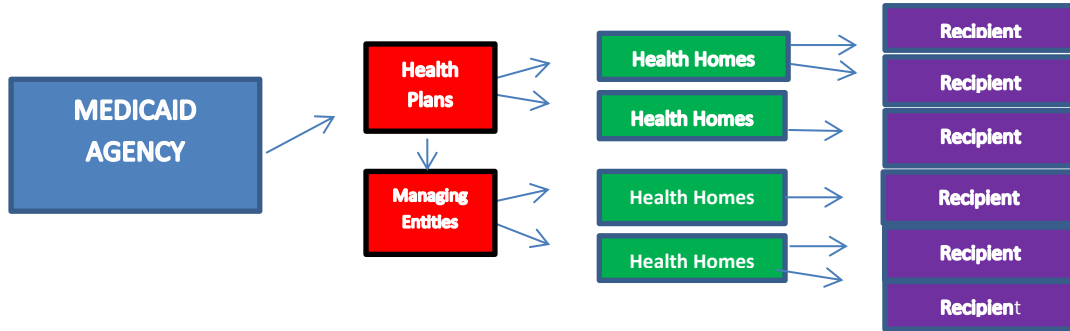 MEDICAID
AGENCY
Health
Plans
Managing
Entities
Health Homes
Health Homes
Health Homes
Health Homes
Recipient
Recipient
Recipient
Recipient
Recipient
Recipient